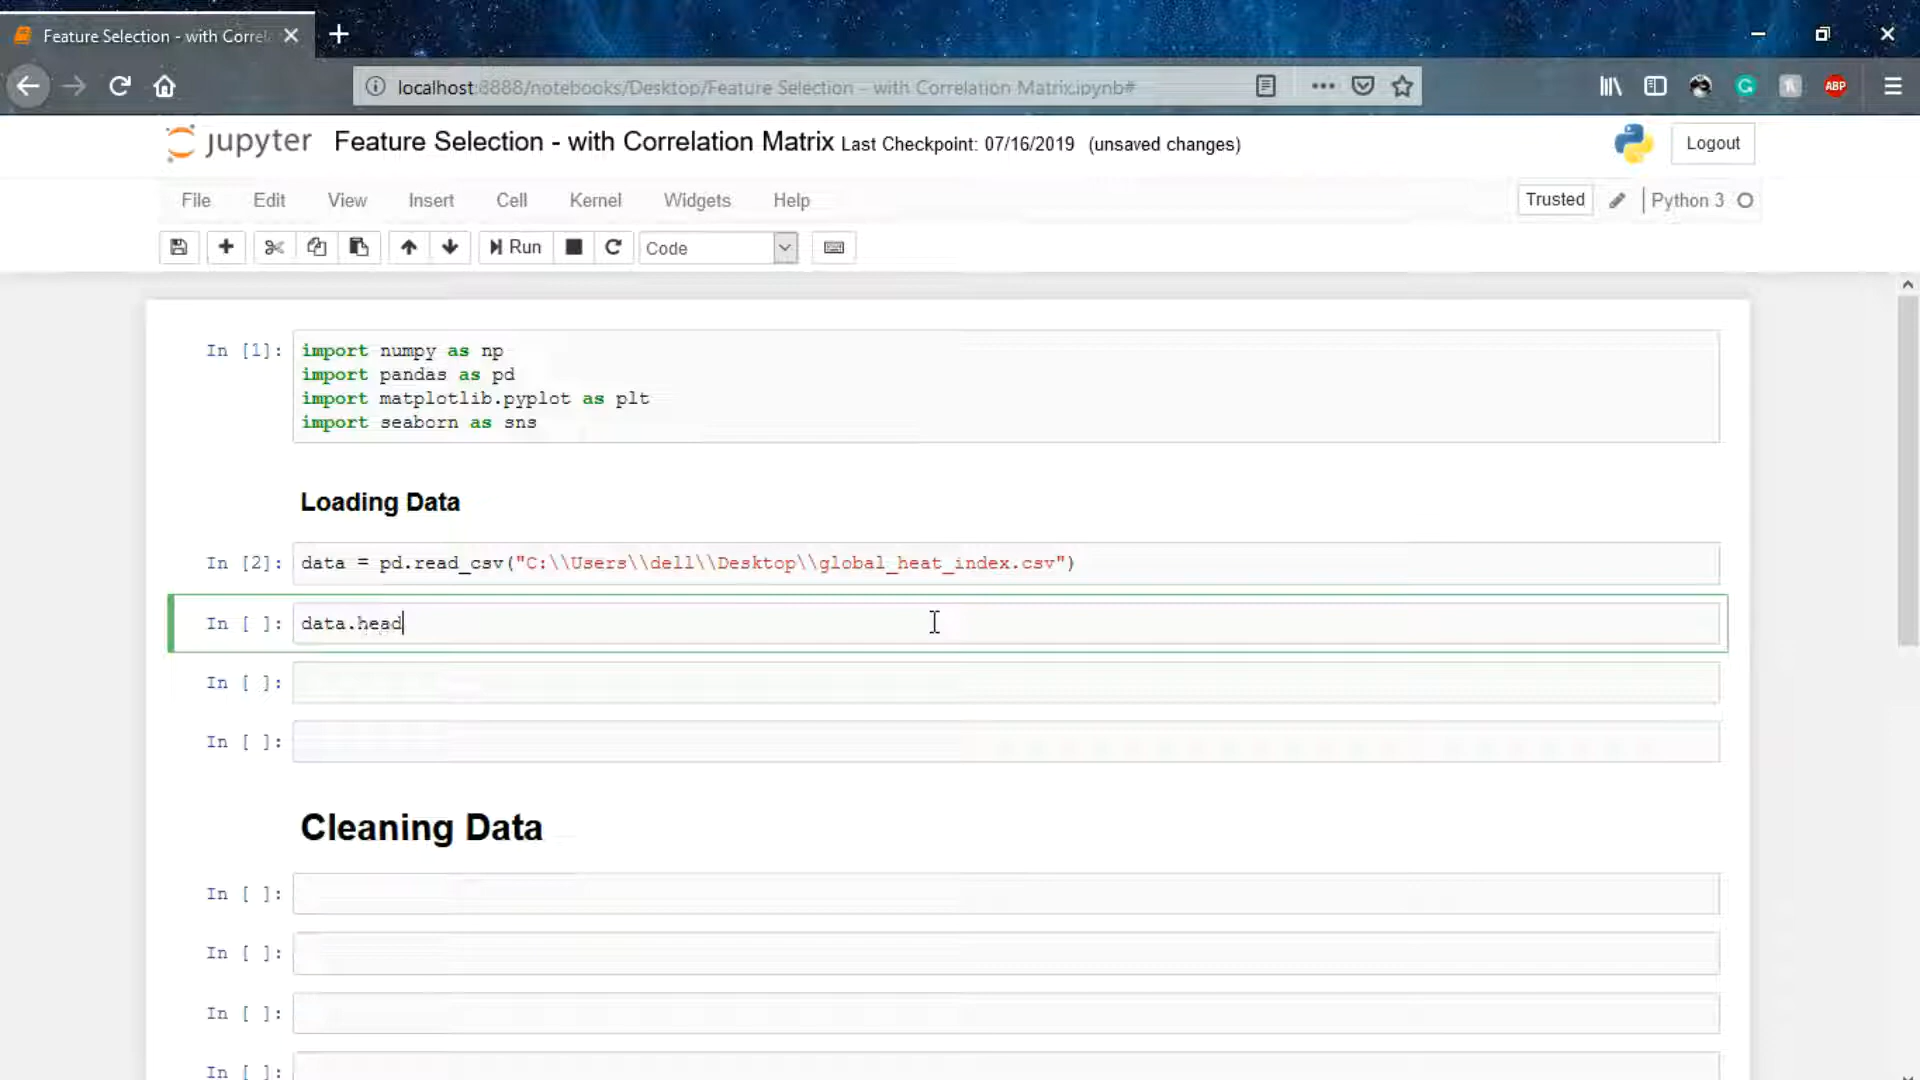 Feature Selection - with Correl
localhost:8888/notebooks/Desktop/Feature Selection - with Correlation Matrix.ipynb#
ABP
jupyter Feature Selection - with Correlation Matrix Last Checkpoint: 07/16/2019 (unsaved changes)
Logout
File Edit View Insert Cell Kernel Widgets Help
Trusted Python 3
Run Code
In [1]: import numpy as np
import pandas as pd
import matplotlib.pyplot as plt
import seaborn as sns
Loading Data
In [2]: data = pd.read_csv("C:\\Users\\dell\\Desktop\\global_heat_index.csv")
In [ ]: data.head
In [ ]:
In [ ]:
Cleaning Data
In [ ]:
In [ ]:
In [ ]:
In [ ]: